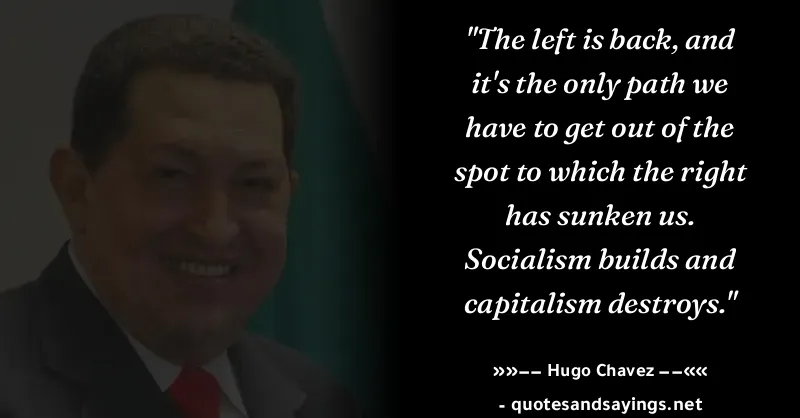 "The left is back, and
it's the only path we
have to get out of the
spot to which the right
has sunken us.
Socialism builds and
capitalism destroys."
»»−− Hugo Chavez −−««
- quotesandsayings.net